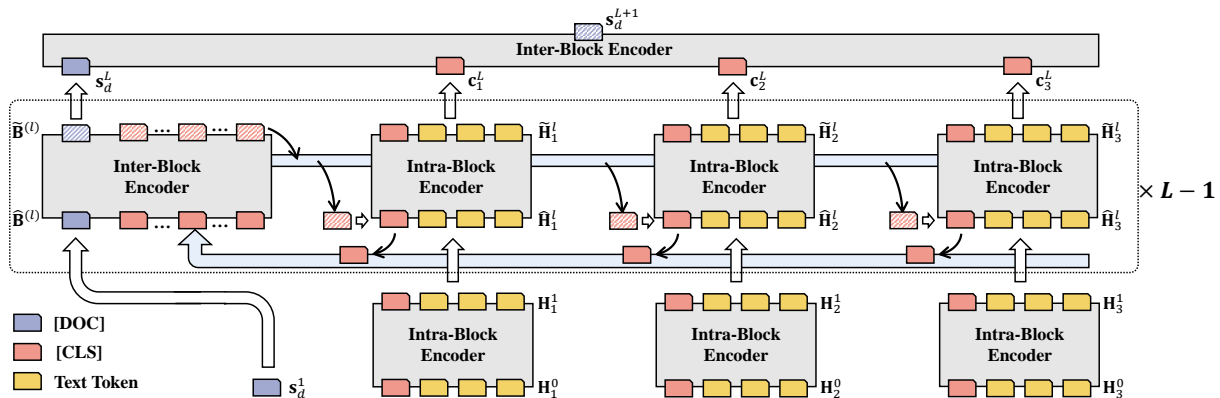 s_d^{L+1}
Inter-Block Encoder
s_d^L
c_1^L
c_2^L
c_3^L
B̃^{(l)}
H̃_1^l
H̃_2^l
H̃_3^l
Inter-Block
Encoder
Intra-Block
Encoder
Intra-Block
Encoder
Intra-Block
Encoder
... ...
... ...
× L − 1
B̂^{(l)}
Ĥ_1^l
Ĥ_2^l
Ĥ_3^l
H_1^1
H_2^1
H_3^1
[DOC]
[CLS]
Text Token
s_d^1
Intra-Block
Encoder
Intra-Block
Encoder
Intra-Block
Encoder
H_1^0
H_2^0
H_3^0